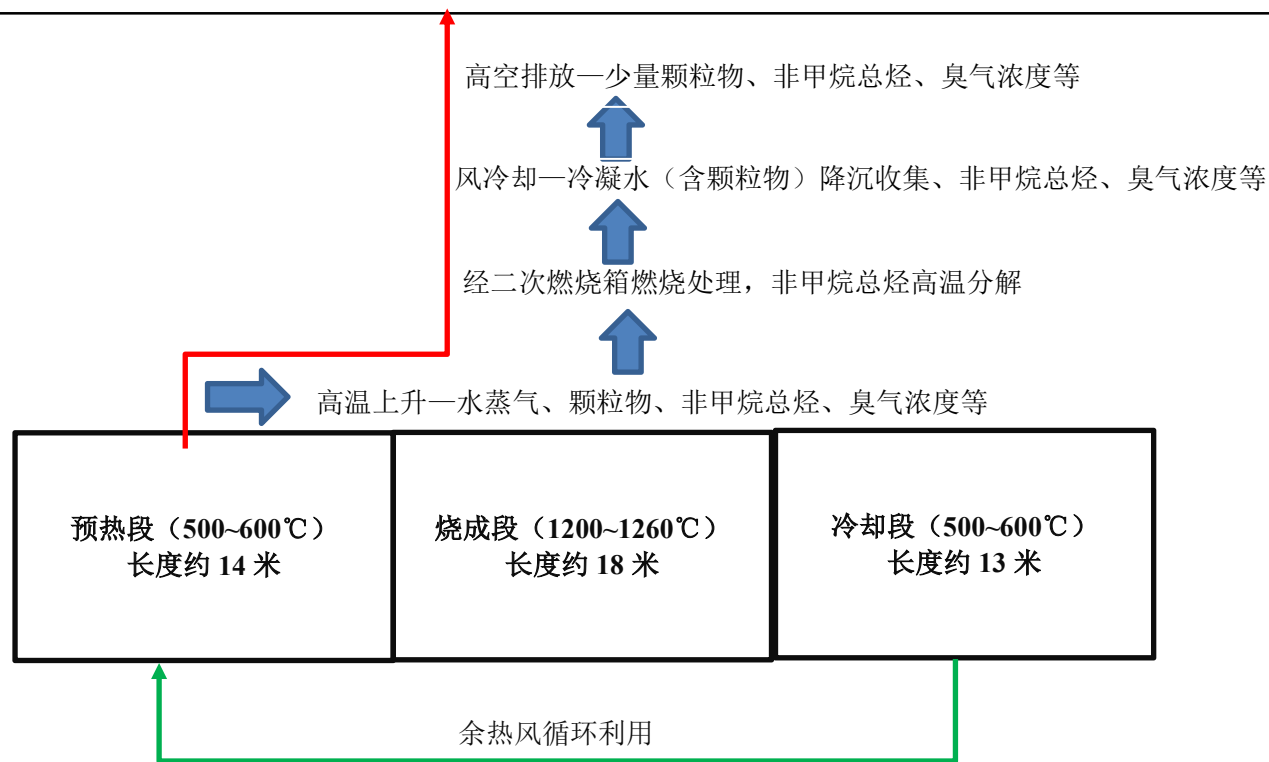 高空排放—少量颗粒物、非甲烷总烃、臭气浓度等
风冷却—冷凝水（含颗粒物）降沉收集、非甲烷总烃、臭气浓度等
经二次燃烧箱燃烧处理，非甲烷总烃高温分解
高温上升—水蒸气、颗粒物、非甲烷总烃、臭气浓度等
预热段（500~600℃）
长度约 14 米
烧成段（1200~1260℃）
长度约 18 米
冷却段（500~600℃）
长度约 13 米
余热风循环利用